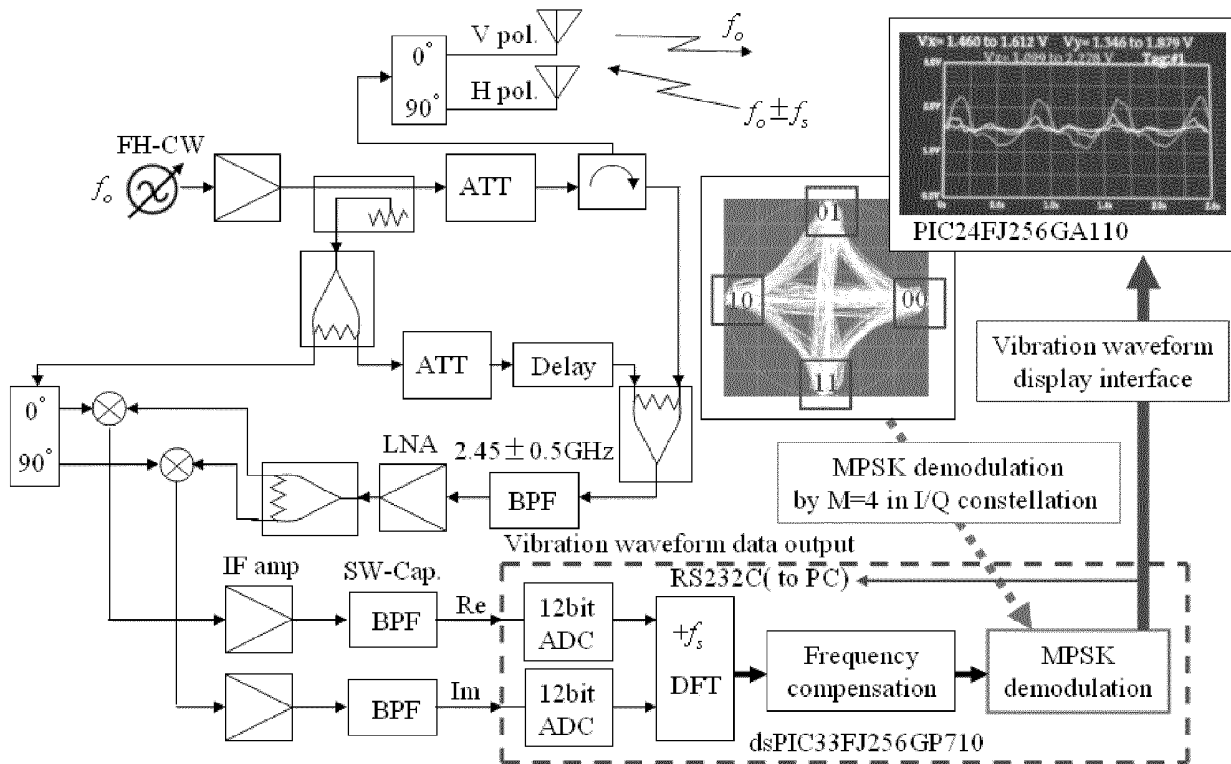 V pol.
f_o
0°
H pol.
90°
f_o±f_s
Vx= 1.460 to 1.612 V Vy= 1.346 to 1.879 V
Tag:#1
PIC24FJ256GA110
FH-CW
f_o
ATT
01
10
00
11
ATT
Delay
Vibration waveform
display interface
0°
90°
LNA
2.45±0.5GHz
BPF
MPSK demodulation
by M=4 in I/Q constellation
Vibration waveform data output
RS232C( to PC)
IF amp
SW-Cap.
BPF
Re
12bit
ADC
+f_s
DFT
Frequency
compensation
MPSK
demodulation
BPF
Im
12bit
ADC
dsPIC33FJ256GP710